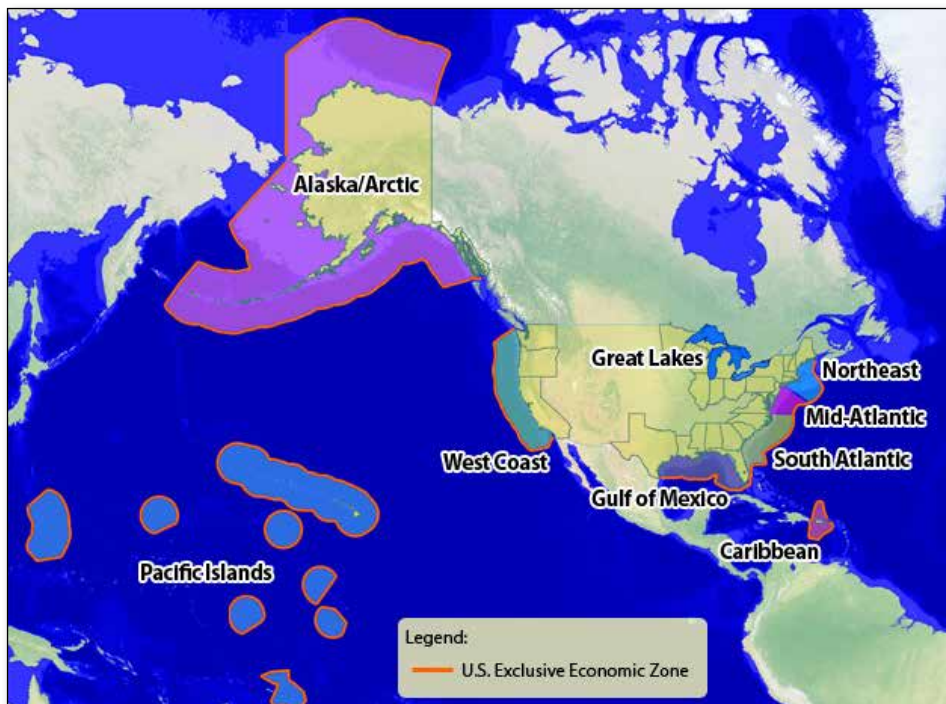 Alaska/Arctic
Great Lakes
Northeast
Mid-Atlantic
West Coast
South Atlantic
Gulf of Mexico
Caribbean
Pacific Islands
Legend:
U.S. Exclusive Economic Zone